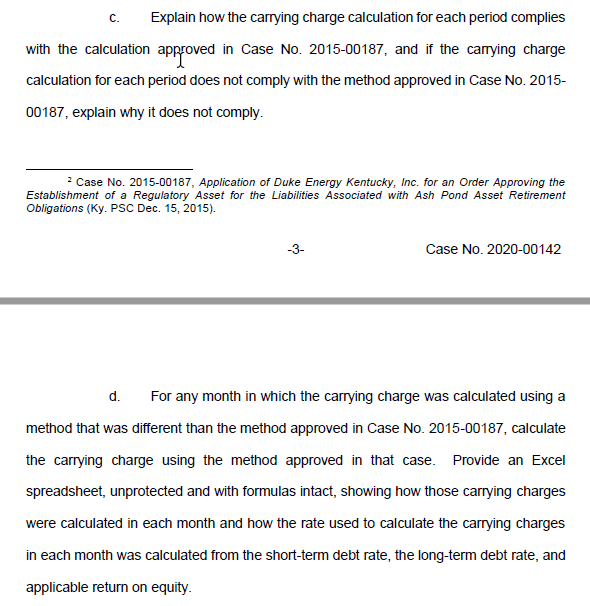 c. Explain how the carrying charge calculation for each period complies
with the calculation approved in Case No. 2015-00187, and if the carrying charge
calculation for each period does not comply with the method approved in Case No. 2015-
00187, explain why it does not comply.
2 Case No. 2015-00187, Application of Duke Energy Kentucky, Inc. for an Order Approving the
Establishment of a Regulatory Asset for the Liabilities Associated with Ash Pond Asset Retirement
Obligations (Ky. PSC Dec. 15, 2015).
-3- Case No. 2020-00142
d. For any month in which the carrying charge was calculated using a
method that was different than the method approved in Case No. 2015-00187, calculate
the carrying charge using the method approved in that case. Provide an Excel
spreadsheet, unprotected and with formulas intact, showing how those carrying charges
were calculated in each month and how the rate used to calculate the carrying charges
in each month was calculated from the short-term debt rate, the long-term debt rate, and
applicable return on equity.